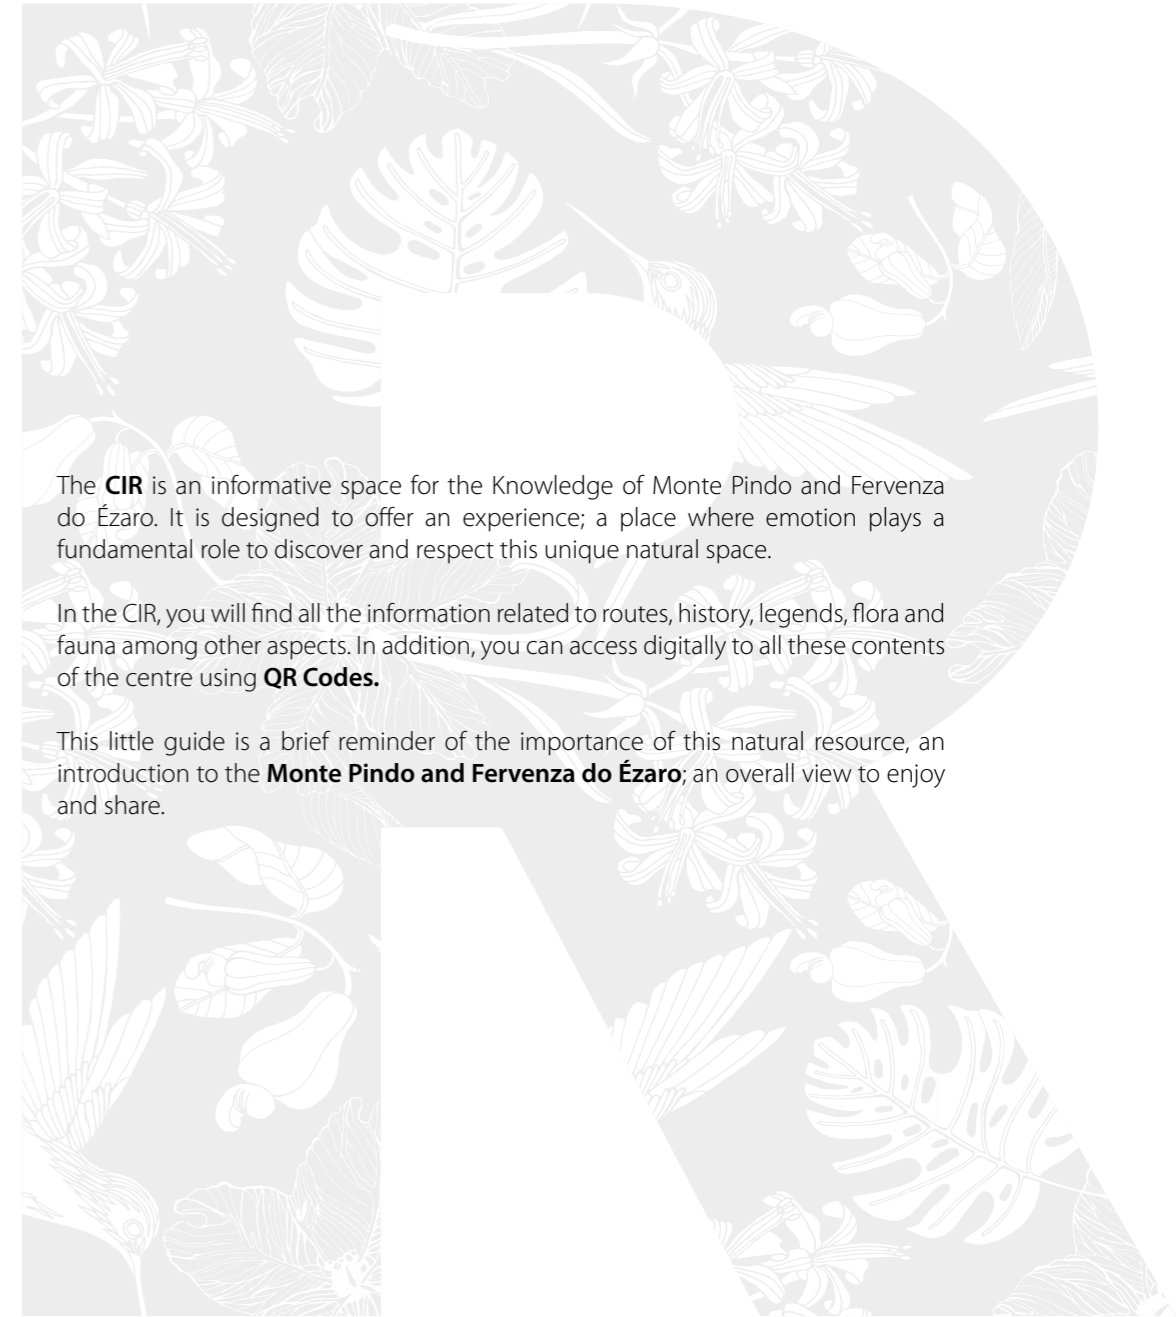 The CIR is an informative space for the Knowledge of Monte Pindo and Fervenza
do Ézaro. It is designed to offer an experience; a place where emotion plays a
fundamental role to discover and respect this unique natural space.
In the CIR, you will find all the information related to routes, history, legends, flora and
fauna among other aspects. In addition, you can access digitally to all these contents
of the centre using QR Codes.
This little guide is a brief reminder of the importance of this natural resource, an
introduction to the Monte Pindo and Fervenza do Ézaro; an overall view to enjoy
and share.
R